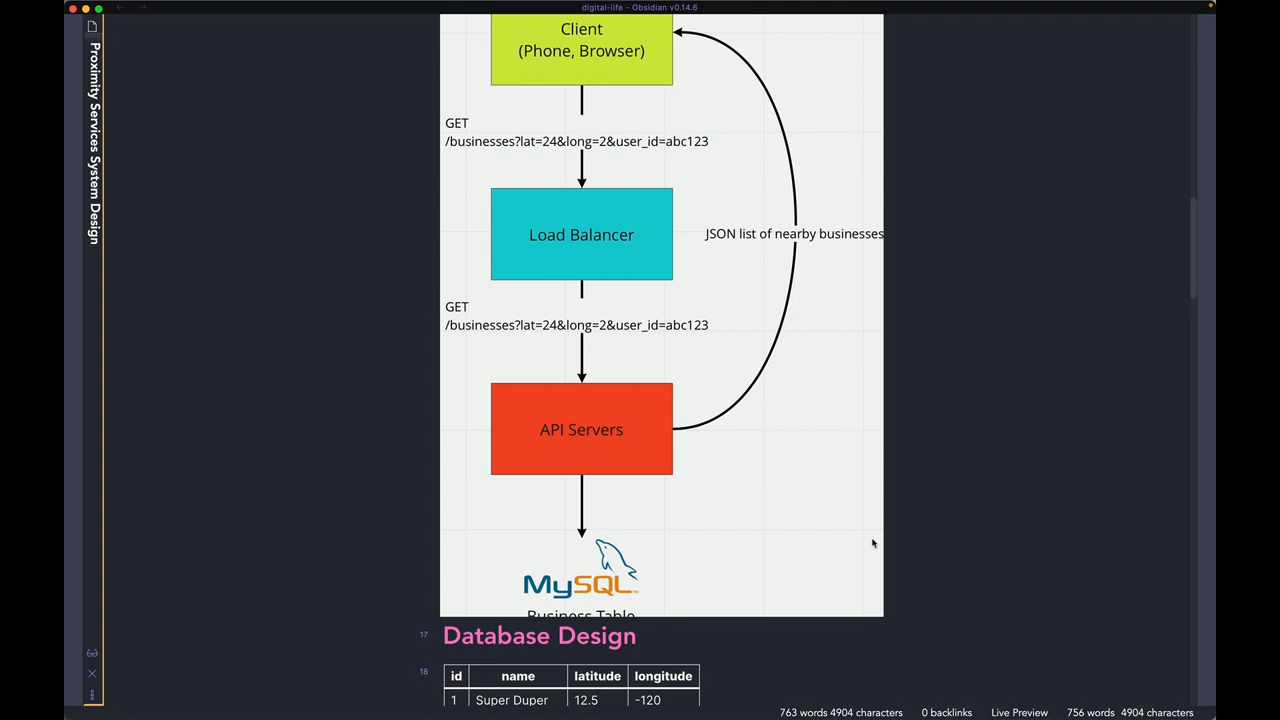 digital-life - Obsidian v0.14.6
Proximity Services System Design
Client
(Phone, Browser)
GET
/businesses?lat=24&long=2&user_id=abc123
Load Balancer
JSON list of nearby businesses
GET
/businesses?lat=24&long=2&user_id=abc123
API Servers
MySQL™
Business Table
17
Database Design
18
id name latitude longitude
1 Super Duper 12.5 -120
763 words 4904 characters 0 backlinks Live Preview 756 words 4904 characters